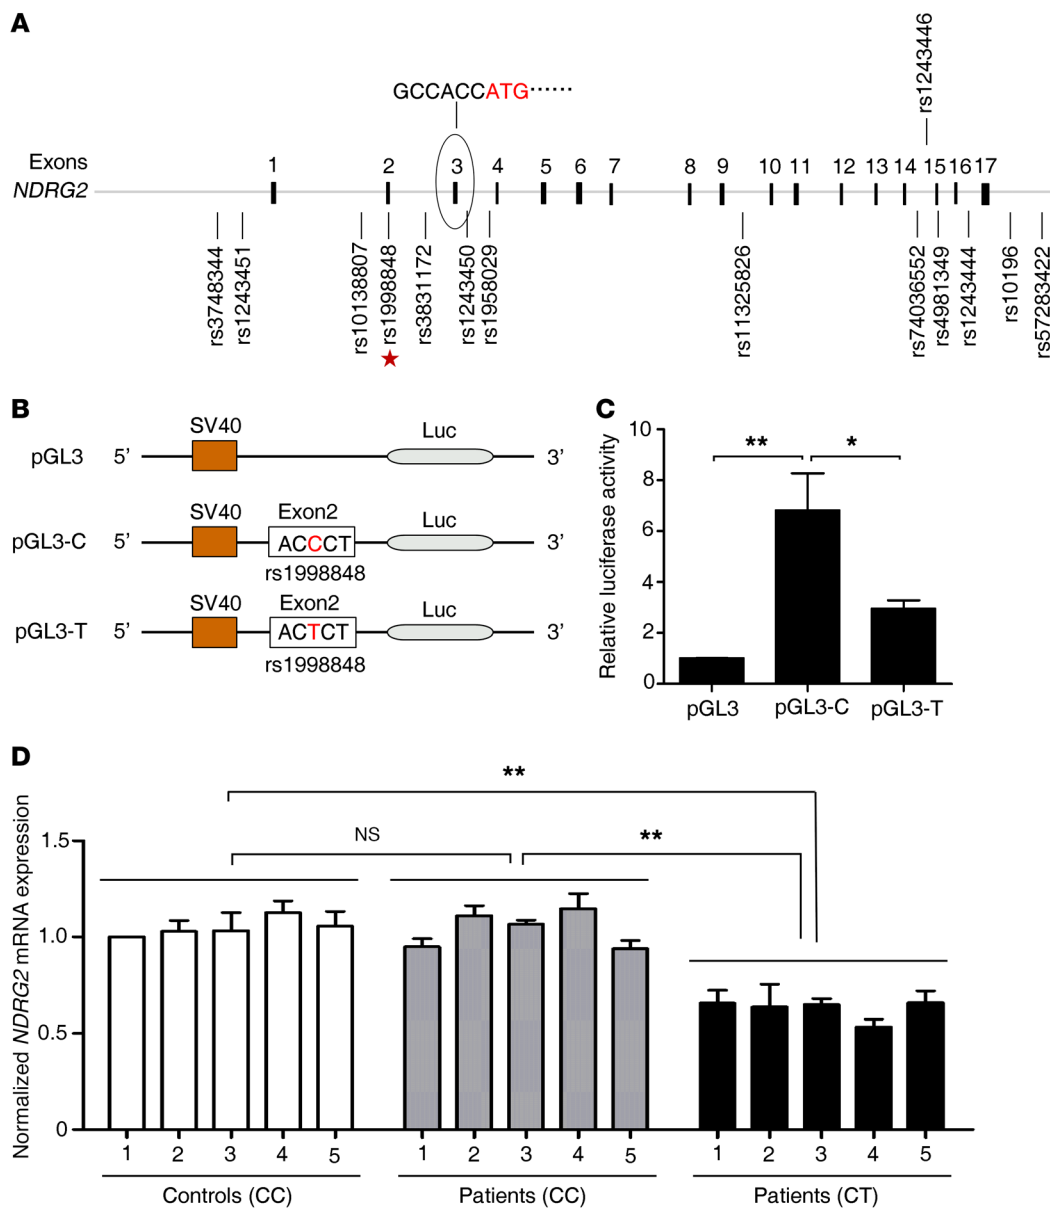 A
GCCACCATG······
rs1243446
Exons 1 2 3 4 5 6 7 8 9 10 11 12 13 14 15 16 17
NDRG2
rs3748344
rs1243451
rs10138807
rs1998848
rs3831172
rs1243450
rs1958029
rs11325826
rs74036552
rs4981349
rs1243444
rs10196
rs57283422
B
SV40
Luc
pGL3 5’ 3’
SV40 Exon2 Luc
pGL3-C 5’ ACCCT 3’
rs1998848
SV40 Exon2 Luc
pGL3-T 5’ ACTCT 3’
rs1998848
C
Relative luciferase activity
10
8
6
4
2
0
** *
pGL3 pGL3-C pGL3-T
D
Normalized NDRG2 mRNA expression
1.5
1.0
0.5
0
**
NS **
1 2 3 4 5 1 2 3 4 5 1 2 3 4 5
Controls (CC) Patients (CC) Patients (CT)